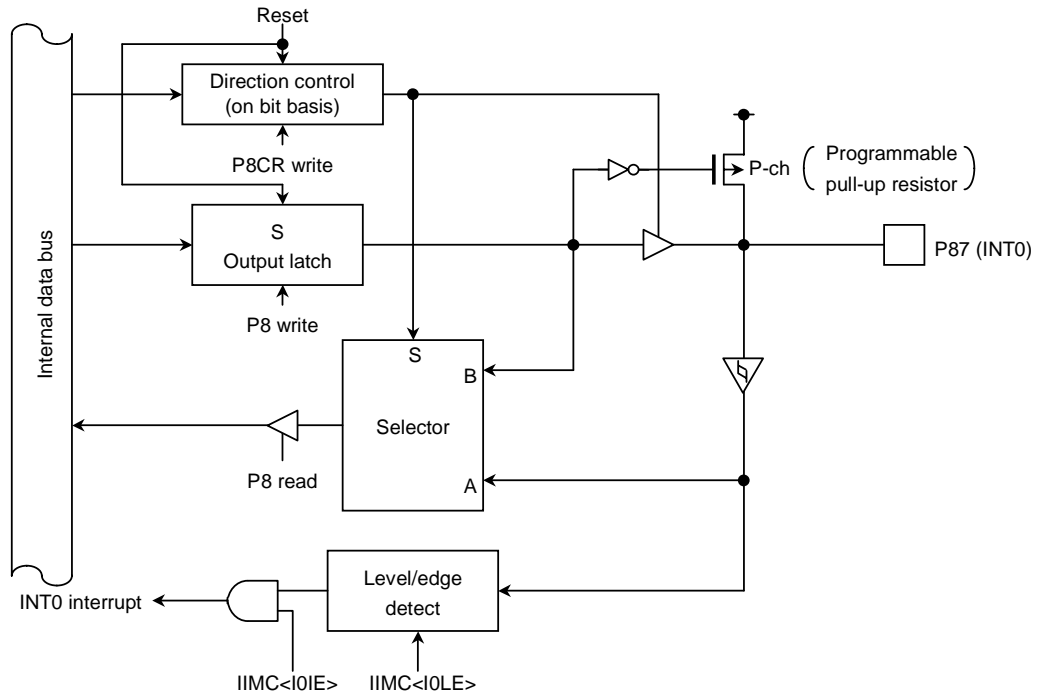 Reset
Direction control
(on bit basis)
P8CR write
P-ch
Programmable
pull-up resistor
S
Output latch
P87 (INT0)
Internal data bus
P8 write
S
B
Selector
P8 read
A
Level/edge
detect
INT0 interrupt
IIMC<I0IE>
IIMC<I0LE>